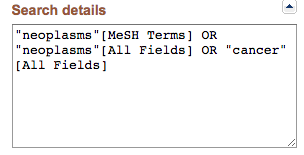 Search details
"neoplasms"[MeSH Terms] OR
"neoplasms"[All Fields] OR "cancer"
[All Fields]